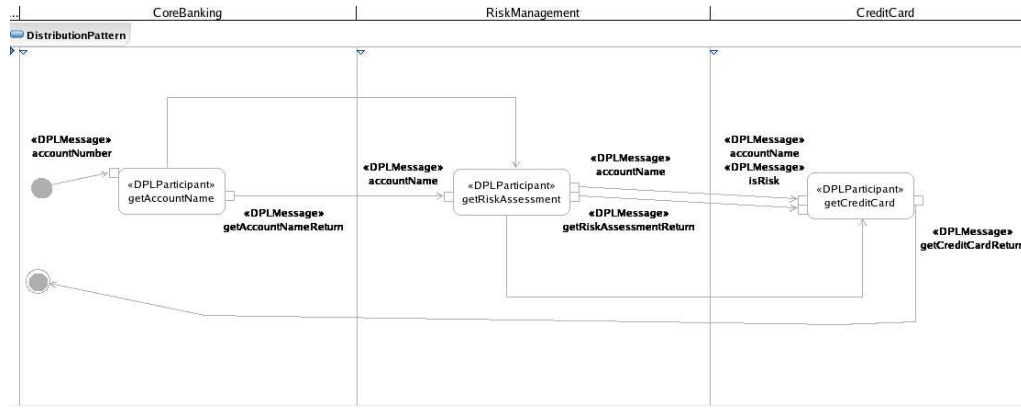 ...
CoreBanking
RiskManagement
CreditCard
DistributionPattern
«DPLMessage»
accountNumber
«DPLParticipant»
getAccountName
«DPLMessage»
getAccountNameReturn
«DPLMessage»
accountName
«DPLParticipant»
getRiskAssessment
«DPLMessage»
accountName
«DPLMessage»
getRiskAssessmentReturn
«DPLMessage»
accountName
«DPLMessage»
isRisk
«DPLParticipant»
getCreditCard
«DPLMessage»
getCreditCardReturn